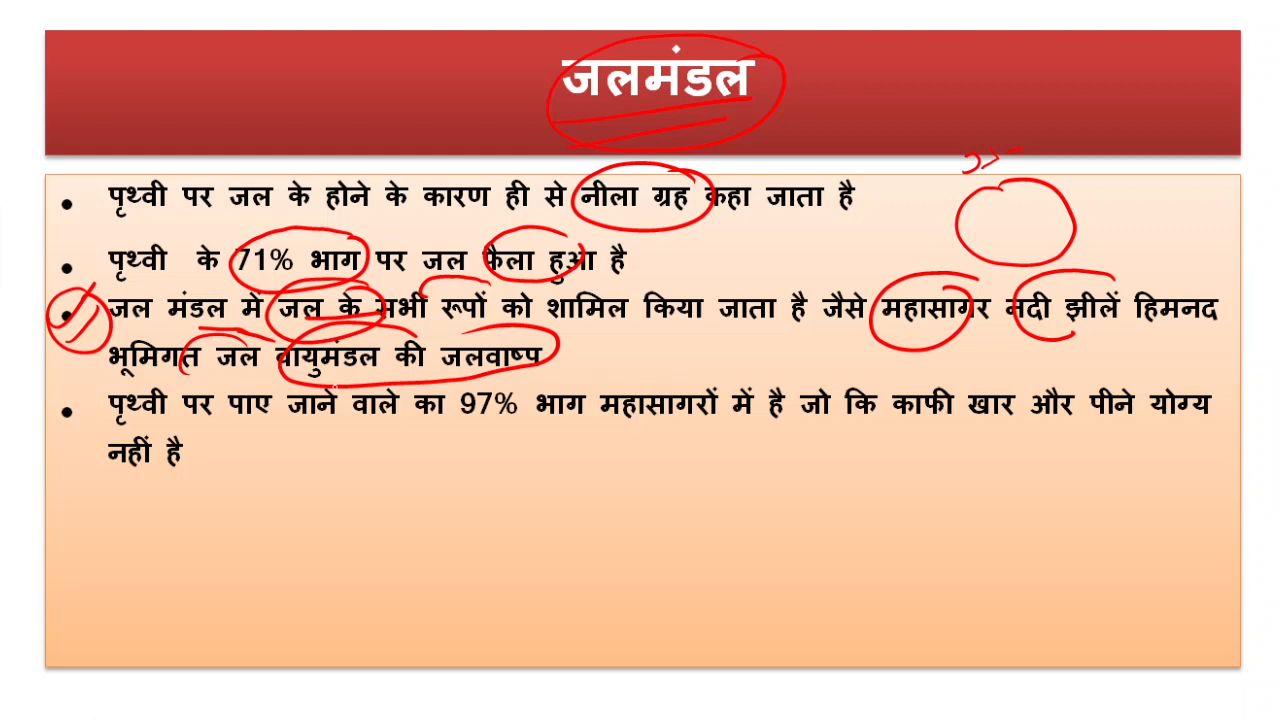 जलमंडल
• पृथ्वी पर जल के होने के कारण ही से नीला ग्रह कहा जाता है
• पृथ्वी के 71% भाग पर जल फैला हुआ है
• जल मंडल में जल के सभी रूपों को शामिल किया जाता है जैसे महासागर नदी झीलें हिमनद
भूमिगत जल वायुमंडल की जलवाष्प
• पृथ्वी पर पाए जाने वाले का 97% भाग महासागरों में है जो कि काफी खार और पीने योग्य
नहीं है